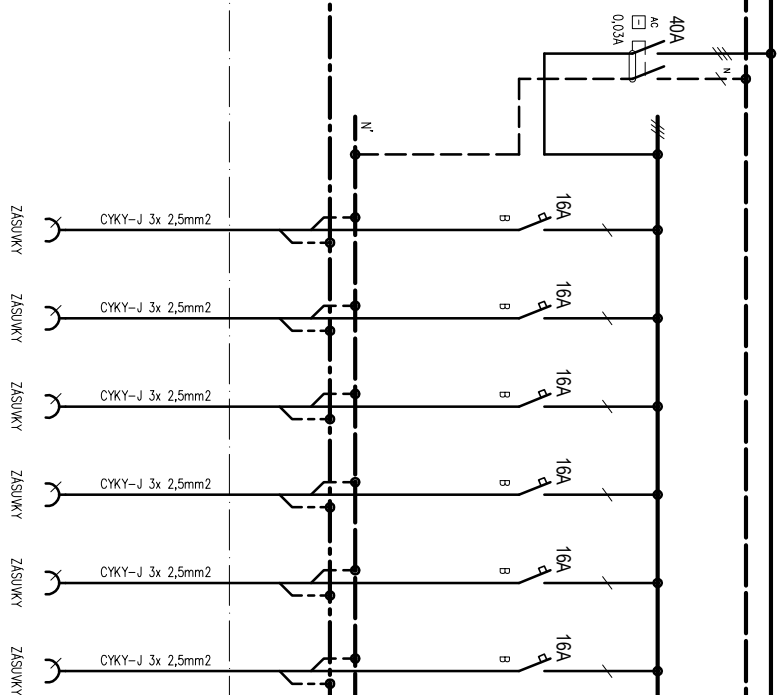 40A
AC
0,03A
N
N'
16A
B
CYKY-J 3x 2,5mm2
ZÁSUVKY
16A
B
CYKY-J 3x 2,5mm2
ZÁSUVKY
16A
B
CYKY-J 3x 2,5mm2
ZÁSUVKY
16A
B
CYKY-J 3x 2,5mm2
ZÁSUVKY
16A
B
CYKY-J 3x 2,5mm2
ZÁSUVKY
16A
B
CYKY-J 3x 2,5mm2
ZÁSUVKY